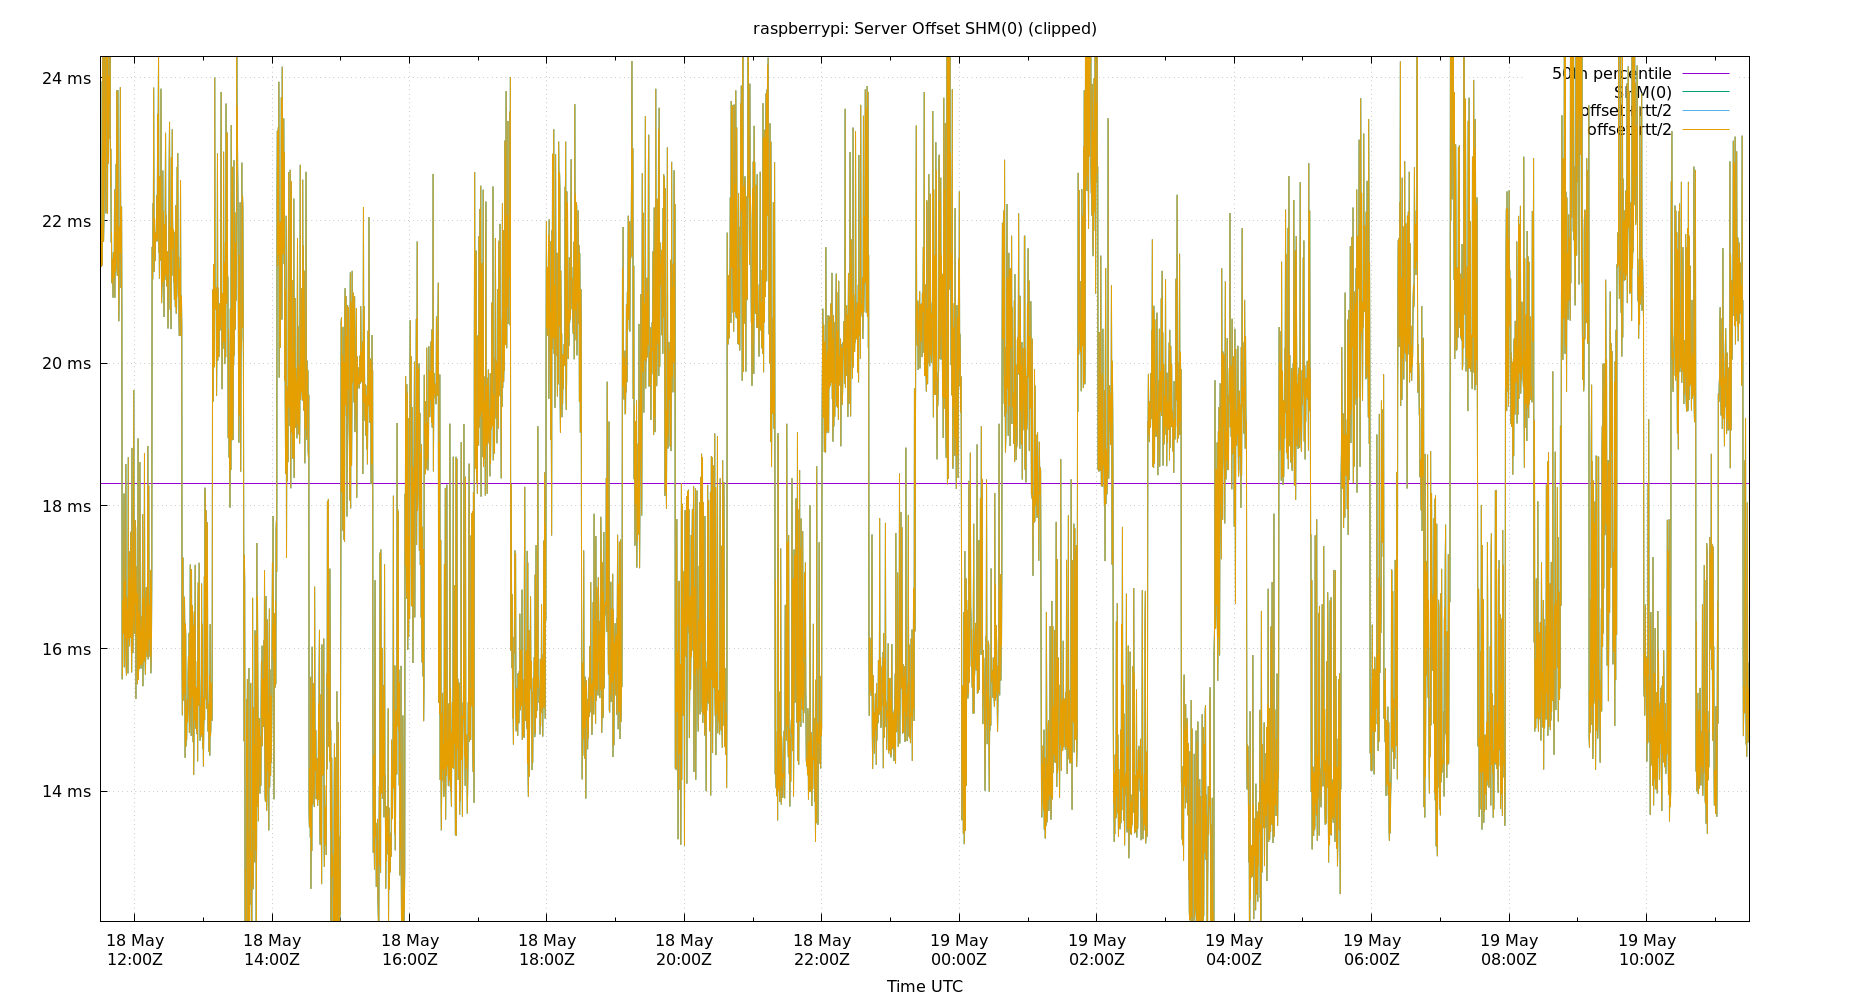 raspberrypi: Server Offset SHM(0) (clipped)
24 ms
22 ms
20 ms
18 ms
16 ms
14 ms
50th percentile
SHM(0)
offset+rtt/2
offset-rtt/2
18 May 12:00Z
18 May 14:00Z
18 May 16:00Z
18 May 18:00Z
18 May 20:00Z
18 May 22:00Z
19 May 00:00Z
19 May 02:00Z
19 May 04:00Z
19 May 06:00Z
19 May 08:00Z
19 May 10:00Z
Time UTC